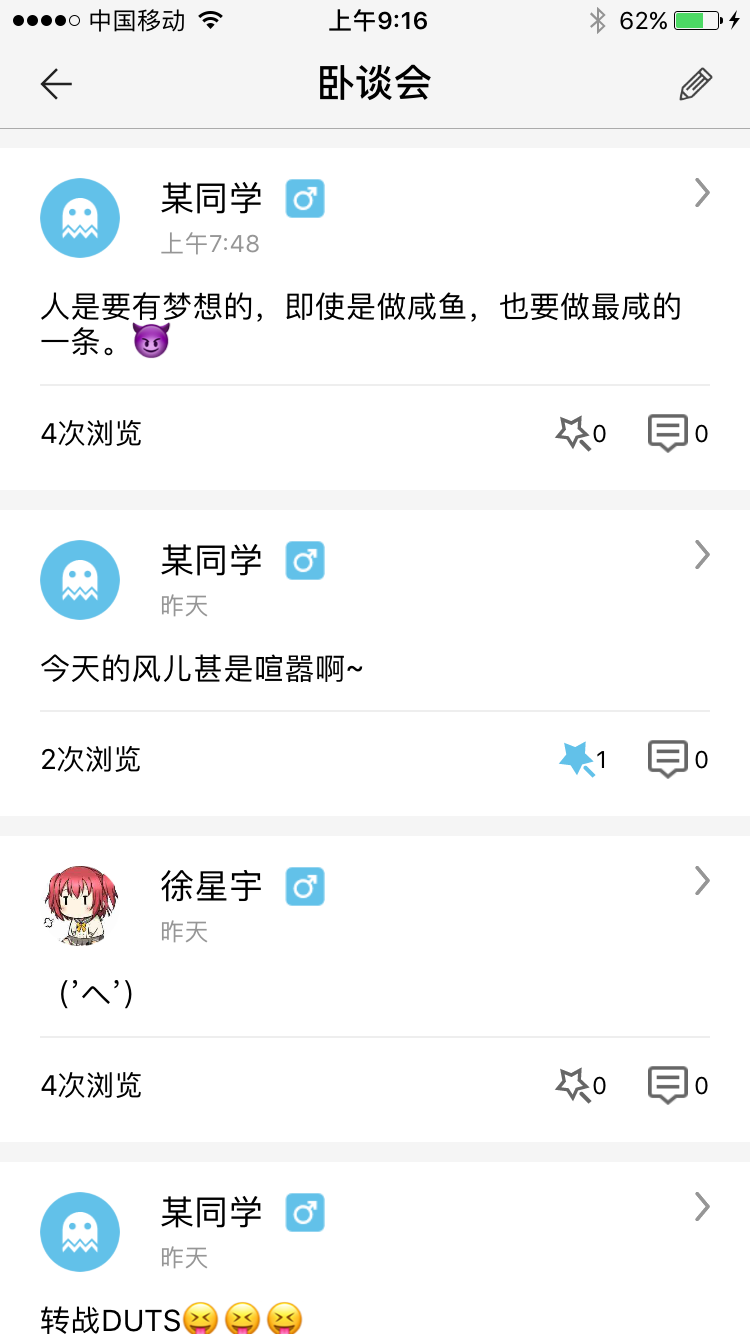 中国移动 上午9:16 62%
卧谈会
某同学
上午7:48
人是要有梦想的，即使是做咸鱼，也要做最咸的
一条。😈
4次浏览 0 0
某同学
昨天
今天的风儿甚是喧嚣啊~
2次浏览 1 0
徐星宇
昨天
（’へ’）
4次浏览 0 0
某同学
昨天
转战DUTS😝😝😝